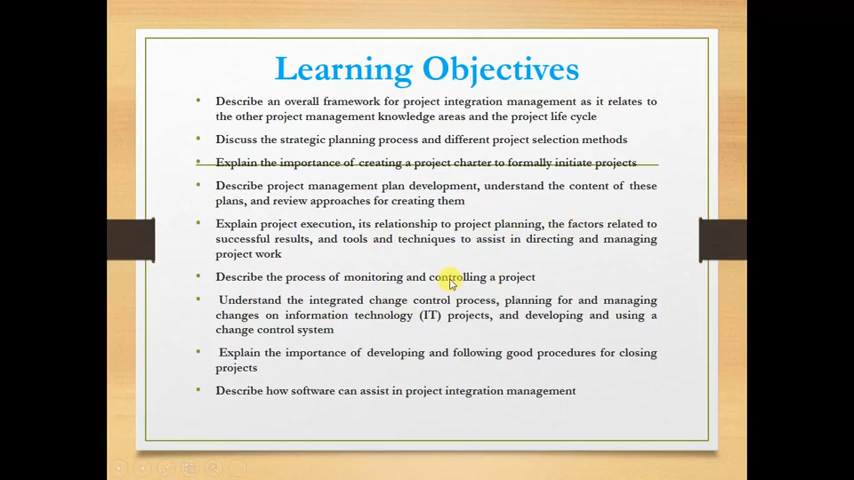 Learning Objectives
• Describe an overall framework for project integration management as it relates to
the other project management knowledge areas and the project life cycle
• Discuss the strategic planning process and different project selection methods
• Explain the importance of creating a project charter to formally initiate projects
• Describe project management plan development, understand the content of these
plans, and review approaches for creating them
• Explain project execution, its relationship to project planning, the factors related to
successful results, and tools and techniques to assist in directing and managing
project work
• Describe the process of monitoring and controlling a project
• Understand the integrated change control process, planning for and managing
changes on information technology (IT) projects, and developing and using a
change control system
• Explain the importance of developing and following good procedures for closing
projects
• Describe how software can assist in project integration management